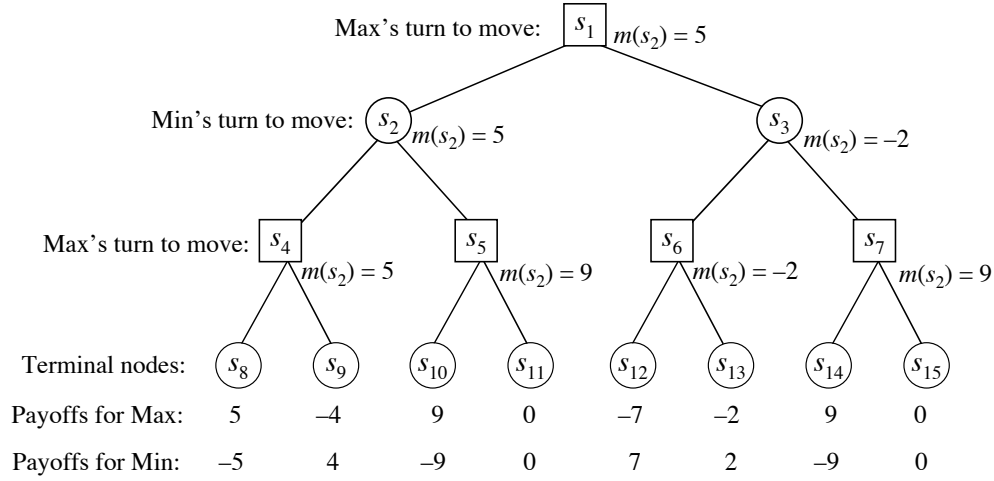 Max's turn to move: s1 m(s2) = 5
Min's turn to move: s2 m(s2) = 5 s3 m(s2) = –2
Max's turn to move: s4 s5 s6 s7
m(s2) = 5 m(s2) = 9 m(s2) = –2 m(s2) = 9
Terminal nodes: s8 s9 s10 s11 s12 s13 s14 s15
Payoffs for Max: 5 –4 9 0 –7 –2 9 0
Payoffs for Min: –5 4 –9 0 7 2 –9 0